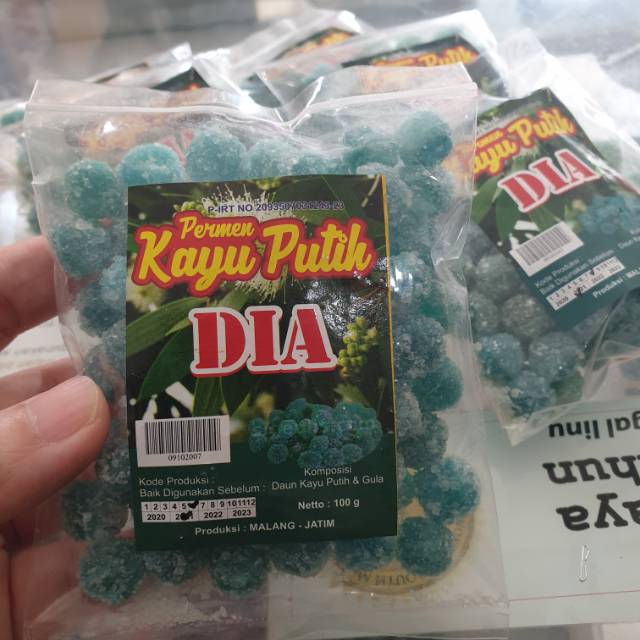 Permen
Kayu Putih
DIA
09102007
Kode Produksi :
Baik Digunakan Sebelum :
Komposisi
Daun Kayu Putih & Gula
1 2 3 4 5 7 8 9 10 11 12
2020 2022 2023
Netto : 100 g
Produksi : MALANG - JATIM
Kayu Putih
DIA
Kode Produksi
Baik Digunakan Sebelum
gal linu
hun
aya